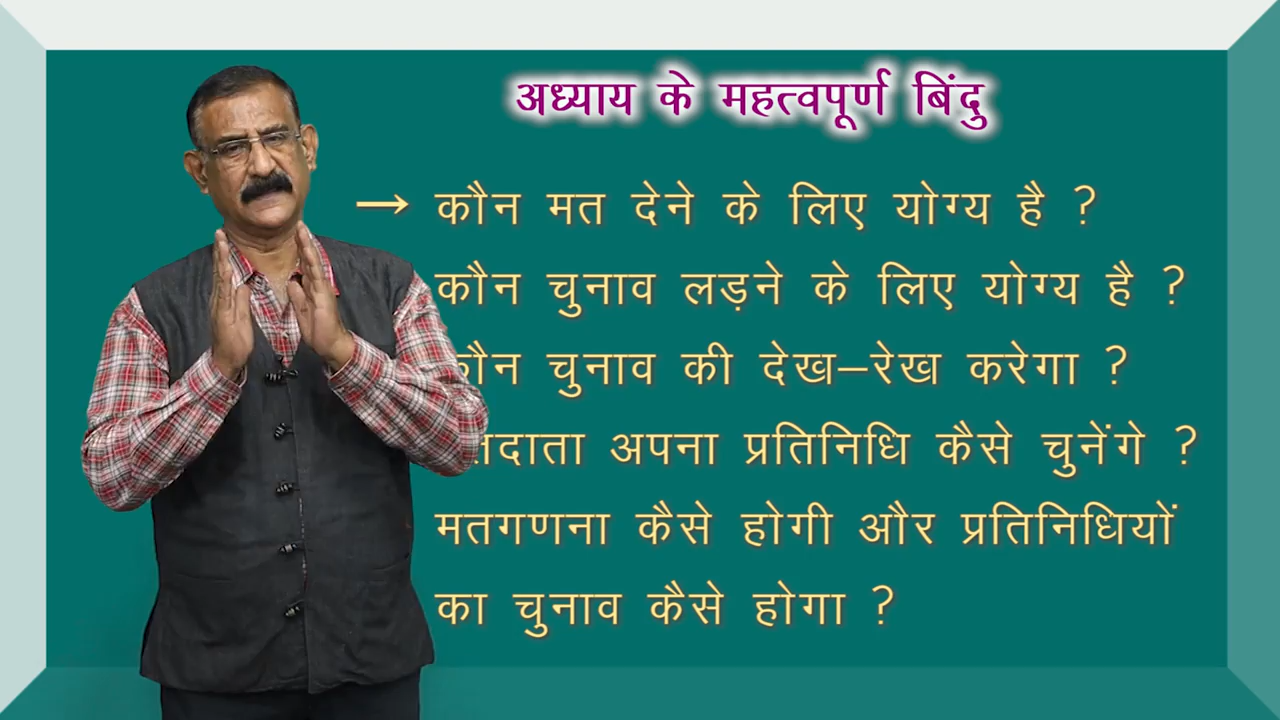 अध्याय के महत्वपूर्ण बिंदु
→ कौन मत देने के लिए योग्य है ?
कौन चुनाव लड़ने के लिए योग्य है ?
कौन चुनाव की देख–रेख करेगा ?
अपना प्रतिनिधि कैसे चुनेंगे ?
मतगणना कैसे होगी और प्रतिनिधियों
का चुनाव कैसे होगा ?